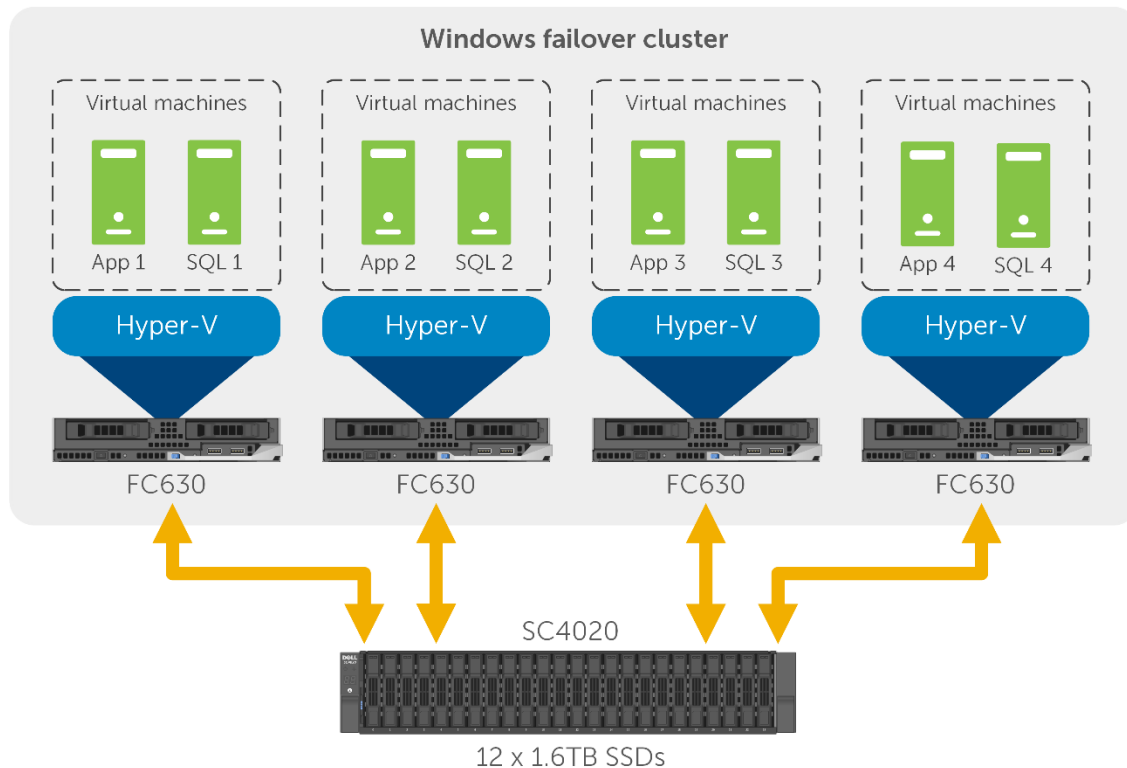 Windows failover cluster
Virtual machines
App 1
SQL 1
Hyper-V
FC630
Virtual machines
App 2
SQL 2
Hyper-V
FC630
Virtual machines
App 3
SQL 3
Hyper-V
FC630
Virtual machines
App 4
SQL 4
Hyper-V
FC630
SC4020
DELL
12 x 1.6TB SSDs